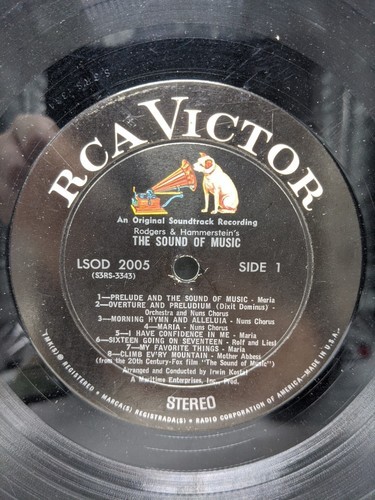 RCA VICTOR
An Original Soundtrack Recording
Rodgers & Hammerstein's
THE SOUND OF MUSIC
LSOD 2005
(S3RS-3343)
SIDE 1
1—PRELUDE AND THE SOUND OF MUSIC - Maria
2—OVERTURE AND PRELUDIUM (Dixit Dominus) -
Orchestra and Nuns Chorus
3—MORNING HYMN AND ALLELUIA - Nuns Chorus
4—MARIA - Nuns Chorus
5—I HAVE CONFIDENCE IN ME - Maria
6—SIXTEEN GOING ON SEVENTEEN - Rolf and Liesl
7—MY FAVORITE THINGS - Maria
8—CLIMB EV'RY MOUNTAIN - Mother Abbess
(from the 20th Century-Fox film "The Sound of Music")
Arranged and Conducted by Irwin Kostal
A Maritime Enterprises, Inc., Prod.
STEREO
TMK(S) ® REGISTERED • MARCA(S) REGISTRADA(S) • RADIO CORPORATION OF AMERICA—MADE IN U.S.A.